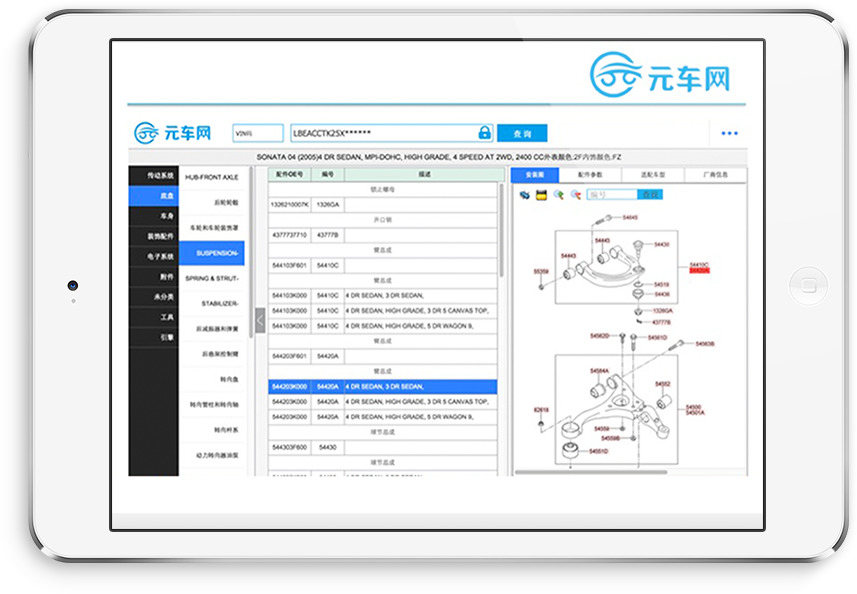 元车网
元车网
VIN码
LBEACCTK25X******
查询
SONATA 04 (2005)4 DR SEDAN, MPI-DOHC, HIGH GRADE, 4 SPEED AT 2WD, 2400 CC外表颜色:2F内饰颜色:FZ
传动系统
底盘
车身
装饰配件
电子系统
附件
未分类
工具
引擎
HUB-FRONT AXLE
后轮轮毂
车轮和车轮装饰罩
SUSPENSION-
SPRING & STRUT-
STABILIZER-
后减振器和弹簧
后悬架控制臂
转向盘
转向管柱和转向轴
转向杆系
动力转向器油泵
配件OE号 编号 描述
锁止螺母
1326210007K 1326GA
开口销
4377737710 43777B
臂总成
544103F601 54410C
臂总成
544103K000 54410C 4 DR SEDAN, 3 DR SEDAN,
544103K000 54410C 4 DR SEDAN, HIGH GRADE, 3 DR 5 CANVAS TOP,
544103K000 54410C 4 DR SEDAN, HIGH GRADE, 5 DR WAGON 9,
臂总成
544203F601 54420A
臂总成
544203K000 54420A 4 DR SEDAN, 3 DR SEDAN,
544203K000 54420A 4 DR SEDAN, HIGH GRADE, 3 DR 5 CANVAS TOP,
544203K000 54420A 4 DR SEDAN, HIGH GRADE, 5 DR WAGON 9,
球节总成
544303F600 54430
球节总成
安装图 配件参数 适配车型 厂商信息
编号 查找
54645
54443
54443
54430
55359
54410C
54420A
54519
54438
1326GA
43777B
54562D
54561D
54563B
54584A
54552
62618
54500
54501A
54559
54559B
54551D